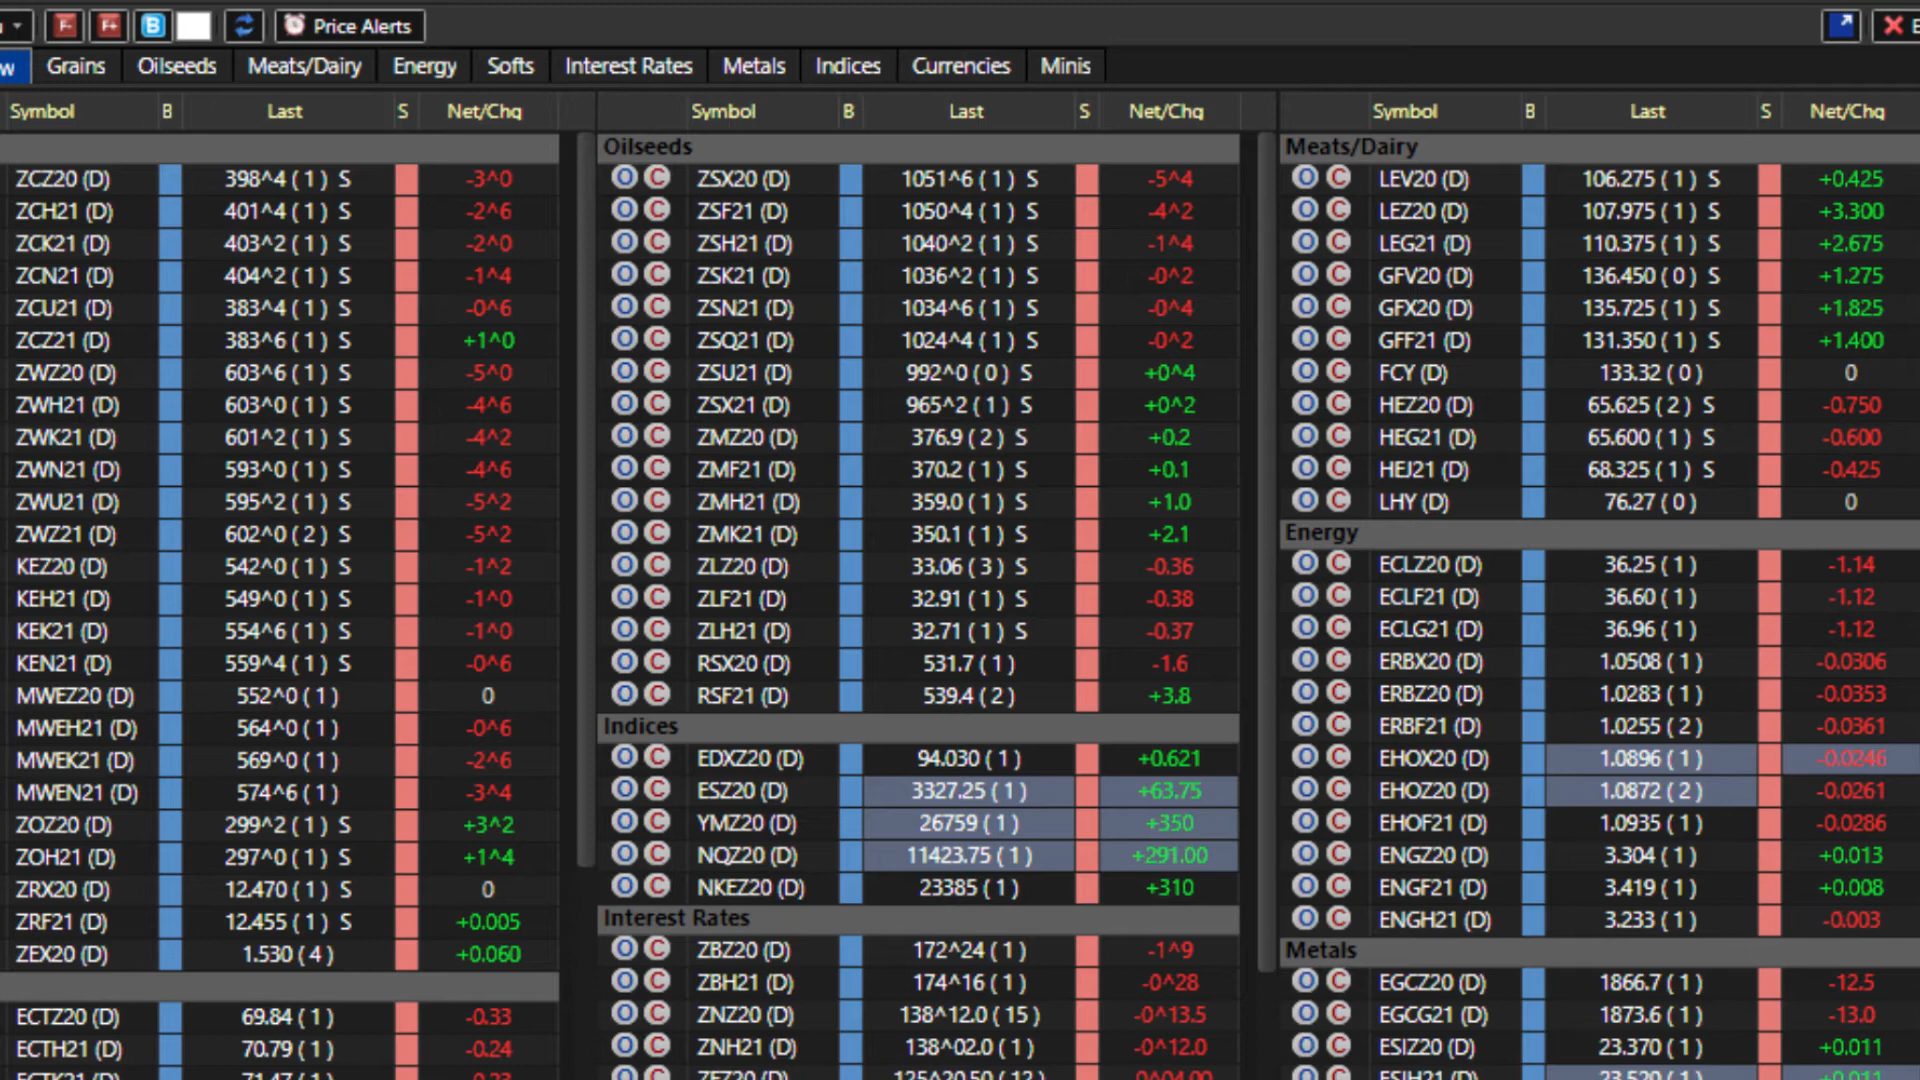 F- F+ B Price Alerts
w Grains Oilseeds Meats/Dairy Energy Softs Interest Rates Metals Indices Currencies Minis
Symbol B Last S Net/Chg
ZCZ20 (D) 398^4 ( 1 ) S -3^0
ZCH21 (D) 401^4 ( 1 ) S -2^6
ZCK21 (D) 403^2 ( 1 ) S -2^0
ZCN21 (D) 404^2 ( 1 ) S -1^4
ZCU21 (D) 383^4 ( 1 ) S -0^6
ZCZ21 (D) 383^6 ( 1 ) S +1^0
ZWZ20 (D) 603^6 ( 1 ) S -5^0
ZWH21 (D) 603^0 ( 1 ) S -4^6
ZWK21 (D) 601^2 ( 1 ) S -4^2
ZWN21 (D) 593^0 ( 1 ) S -4^6
ZWU21 (D) 595^2 ( 1 ) S -5^2
ZWZ21 (D) 602^0 ( 2 ) S -5^2
KEZ20 (D) 542^0 ( 1 ) S -1^2
KEH21 (D) 549^0 ( 1 ) S -1^0
KEK21 (D) 554^6 ( 1 ) S -1^0
KEN21 (D) 559^4 ( 1 ) S -0^6
MWEZ20 (D) 552^0 ( 1 ) 0
MWEH21 (D) 564^0 ( 1 ) -0^6
MWEK21 (D) 569^0 ( 1 ) -2^6
MWEN21 (D) 574^6 ( 1 ) -3^4
ZOZ20 (D) 299^2 ( 1 ) S +3^2
ZOH21 (D) 297^0 ( 1 ) S +1^4
ZRX20 (D) 12.470 ( 1 ) S 0
ZRF21 (D) 12.455 ( 1 ) S +0.005
ZEX20 (D) 1.530 ( 4 ) +0.060
ECTZ20 (D) 69.84 ( 1 ) -0.33
ECTH21 (D) 70.79 ( 1 ) -0.24
Symbol B Last S Net/Chg
Oilseeds
O C ZSX20 (D) 1051^6 ( 1 ) S -5^4
O C ZSF21 (D) 1050^4 ( 1 ) S -4^2
O C ZSH21 (D) 1040^2 ( 1 ) S -1^4
O C ZSK21 (D) 1036^2 ( 1 ) S -0^2
O C ZSN21 (D) 1034^6 ( 1 ) S -0^4
O C ZSQ21 (D) 1024^4 ( 1 ) S -0^2
O C ZSU21 (D) 992^0 ( 0 ) S +0^4
O C ZSX21 (D) 965^2 ( 1 ) S +0^2
O C ZMZ20 (D) 376.9 ( 2 ) S +0.2
O C ZMF21 (D) 370.2 ( 1 ) S +0.1
O C ZMH21 (D) 359.0 ( 1 ) S +1.0
O C ZMK21 (D) 350.1 ( 1 ) S +2.1
O C ZLZ20 (D) 33.06 ( 3 ) S -0.36
O C ZLF21 (D) 32.91 ( 1 ) S -0.38
O C ZLH21 (D) 32.71 ( 1 ) S -0.37
O C RSX20 (D) 531.7 ( 1 ) -1.6
O C RSF21 (D) 539.4 ( 2 ) +3.8
Indices
O C EDXZ20 (D) 94.030 ( 1 ) +0.621
O C ESZ20 (D) 3327.25 ( 1 ) +63.75
O C YMZ20 (D) 26759 ( 1 ) +350
O C NQZ20 (D) 11423.75 ( 1 ) +291.00
O C NKEZ20 (D) 23385 ( 1 ) +310
Interest Rates
O C ZBZ20 (D) 172^24 ( 1 ) -1^9
O C ZBH21 (D) 174^16 ( 1 ) -0^28
O C ZNZ20 (D) 138^12.0 ( 15 ) -0^13.5
O C ZNH21 (D) 138^02.0 ( 1 ) -0^12.0
Symbol B Last S Net/Chg
Meats/Dairy
O C LEV20 (D) 106.275 ( 1 ) S +0.425
O C LEZ20 (D) 107.975 ( 1 ) S +3.300
O C LEG21 (D) 110.375 ( 1 ) S +2.675
O C GFV20 (D) 136.450 ( 0 ) S +1.275
O C GFX20 (D) 135.725 ( 1 ) S +1.825
O C GFF21 (D) 131.350 ( 1 ) S +1.400
O C FCY (D) 133.32 ( 0 ) 0
O C HEZ20 (D) 65.625 ( 2 ) S -0.750
O C HEG21 (D) 65.600 ( 1 ) S -0.600
O C HEJ21 (D) 68.325 ( 1 ) S -0.425
O C LHY (D) 76.27 ( 0 ) 0
Energy
O C ECLZ20 (D) 36.25 ( 1 ) -1.14
O C ECLF21 (D) 36.60 ( 1 ) -1.12
O C ECLG21 (D) 36.96 ( 1 ) -1.12
O C ERBX20 (D) 1.0508 ( 1 ) -0.0306
O C ERBZ20 (D) 1.0283 ( 1 ) -0.0353
O C ERBF21 (D) 1.0255 ( 2 ) -0.0361
O C EHOX20 (D) 1.0896 ( 1 ) -0.0246
O C EHOZ20 (D) 1.0872 ( 2 ) -0.0261
O C EHOF21 (D) 1.0935 ( 1 ) -0.0286
O C ENGZ20 (D) 3.304 ( 1 ) +0.013
O C ENGF21 (D) 3.419 ( 1 ) +0.008
O C ENGH21 (D) 3.233 ( 1 ) -0.003
Metals
O C EGCZ20 (D) 1866.7 ( 1 ) -12.5
O C EGCG21 (D) 1873.6 ( 1 ) -13.0
O C ESIZ20 (D) 23.370 ( 1 ) +0.011